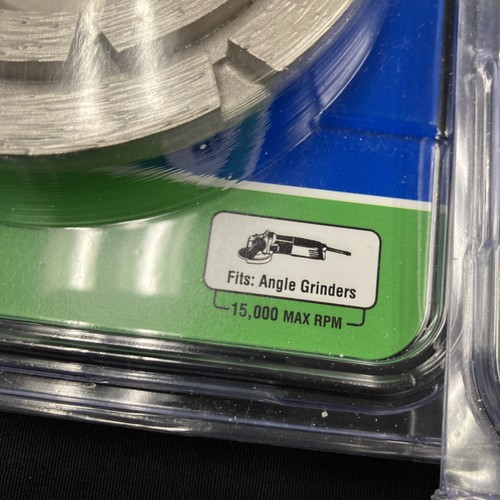 Fits: Angle Grinders
15,000 MAX RPM